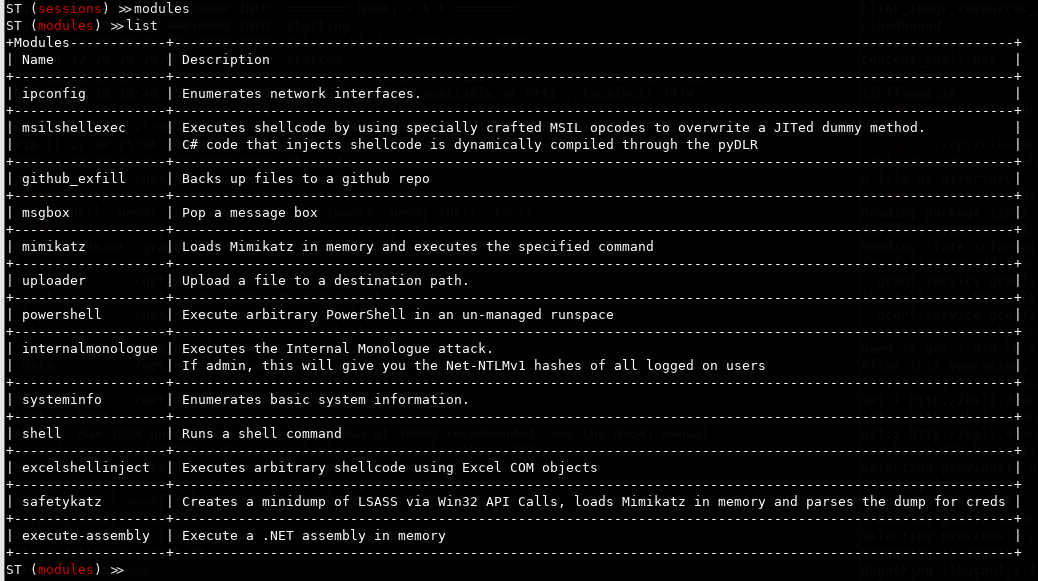 ST (sessions) ≫modules
ST (modules) ≫list
+Modules-----------+---------------------------------------------------------------------------------------------------------+
| Name | Description |
| ipconfig | Enumerates network interfaces. |
| msilshellexec | Executes shellcode by using specially crafted MSIL opcodes to overwrite a JITed dummy method. |
| | C# code that injects shellcode is dynamically compiled through the pyDLR |
| github_exfill | Backs up files to a github repo |
| msgbox | Pop a message box |
| mimikatz | Loads Mimikatz in memory and executes the specified command |
| uploader | Upload a file to a destination path. |
| powershell | Execute arbitrary PowerShell in an un-managed runspace |
| internalmonologue | Executes the Internal Monologue attack. |
| | If admin, this will give you the Net-NTLMv1 hashes of all logged on users |
| systeminfo | Enumerates basic system information. |
| shell | Runs a shell command |
| excelshellinject | Executes arbitrary shellcode using Excel COM objects |
| safetykatz | Creates a minidump of LSASS via Win32 API Calls, loads Mimikatz in memory and parses the dump for creds |
| execute-assembly | Execute a .NET assembly in memory |
ST (modules) ≫